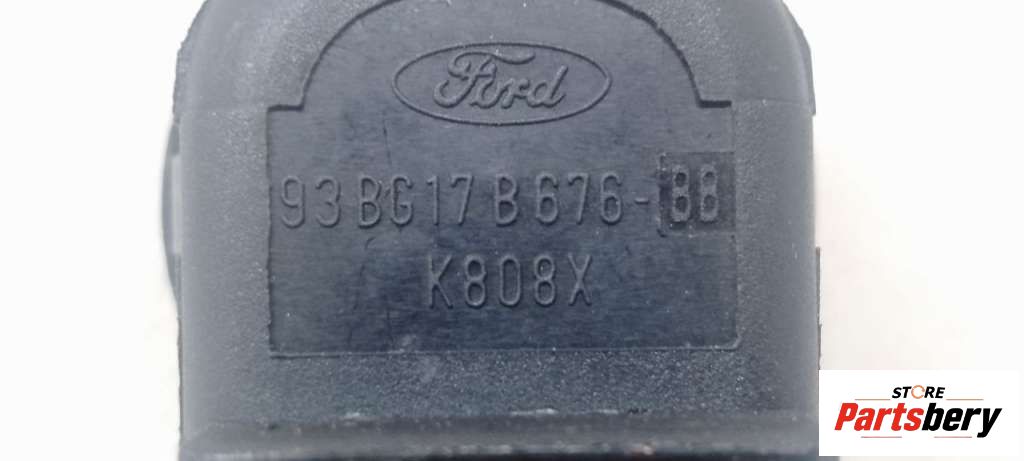 Ford
93BG17B676-BB
K808X
STORE
Partsbery